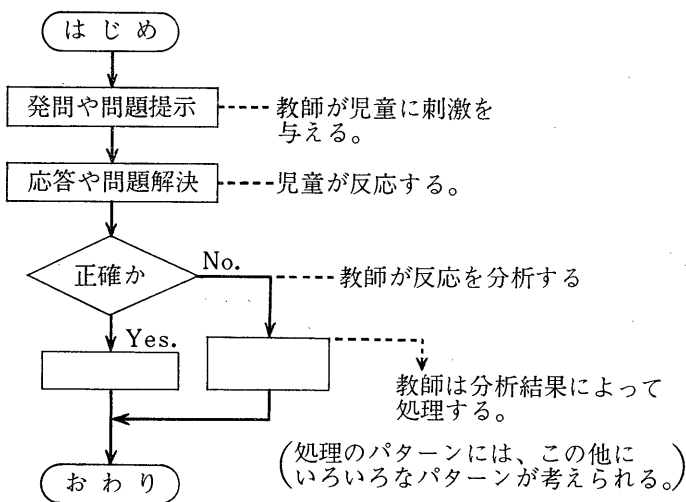 はじめ
発問や問題提示
教師が児童に刺激を
与える。
応答や問題解決
児童が反応する。
正確か
No.
教師が反応を分析する
Yes.
教師は分析結果によって
処理する。
(処理のパターンには、この他に
いろいろなパターンが考えられる。)
おわり